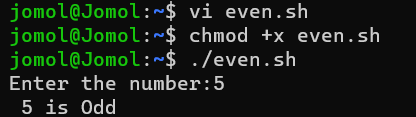 jomol@Jomol:~$ vi even.sh
jomol@Jomol:~$ chmod +x even.sh
jomol@Jomol:~$ ./even.sh
Enter the number:5
 5 is Odd